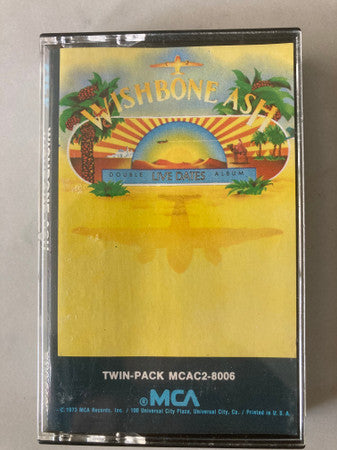 WISHBONE ASH
DOUBLE LIVE DATES ALBUM
TWIN-PACK MCAC2-8006
®MCA
© 1973 MCA Records, Inc. / 100 Universal City Plaza, Universal City, Ca. / Printed in U.S.A.